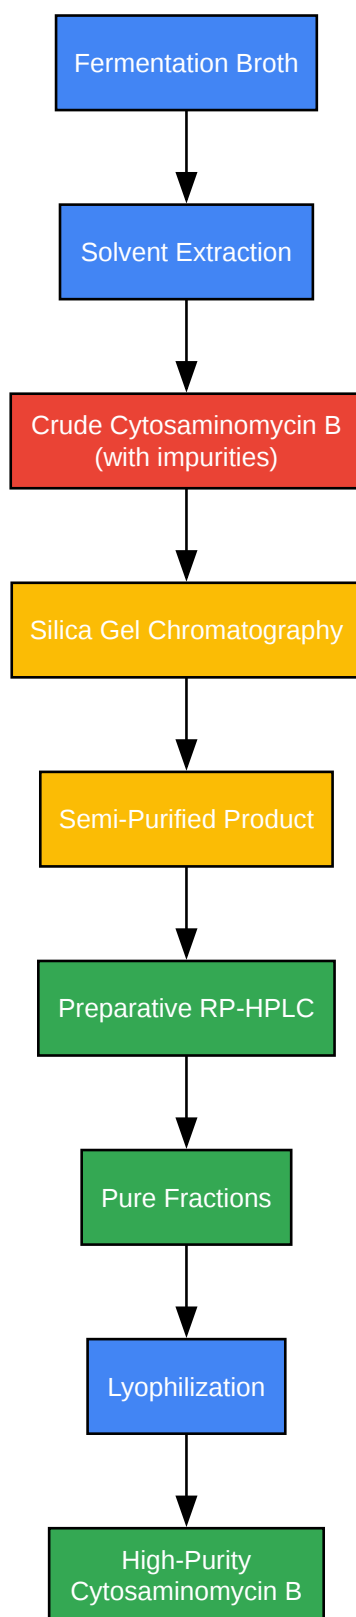 Fermentation Broth
Solvent Extraction
Crude Cytosaminomycin B
(with impurities)
Silica Gel Chromatography
Semi-Purified Product
Preparative RP-HPLC
Pure Fractions
Lyophilization
High-Purity
Cytosaminomycin B